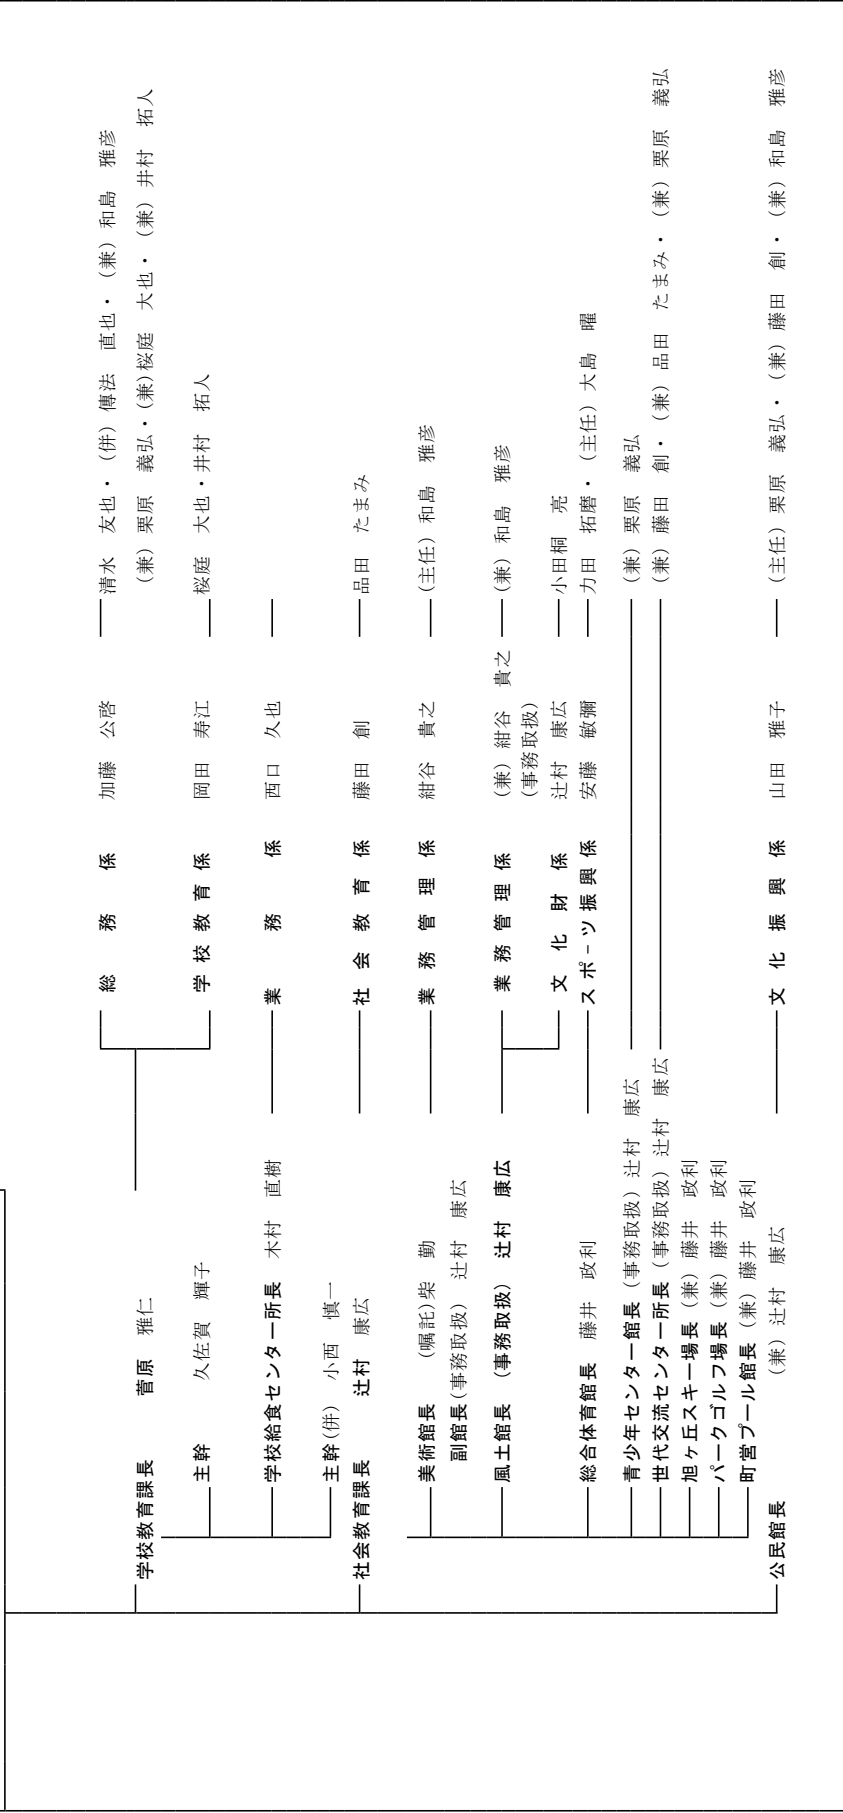 学校教育課長　菅原　雅仁　総務係　加藤　公啓　清水　友也・（併）傳法　直也・（兼）和島　雅彦
（兼）栗原　義弘・（兼）桜庭　大也・（兼）井村　拓人
主幹　久佐賀　輝子　学校教育係　岡田　寿江　桜庭　大也・井村　拓人
学校給食センター所長　木村　直樹　業務係　西口　久也
主幹（併）　小西　慎一
社会教育課長　辻村　康広　社会教育係　藤田　創　品田　たまみ
美術館長　（嘱託）柴　勤　業務管理係　紺谷　貴之　（主任）和島　雅彦
副館長（事務取扱）辻村　康広
風土館長　（事務取扱）　辻村　康広　業務管理係　（兼）紺谷　貴之　（兼）和島　雅彦
（事務取扱）
文化財係　辻村　康広　小田桐　亮
総合体育館長　藤井　政利　スポーツ振興係　安藤　敏彌　力田　拓磨・（主任）大島　曜
青少年センター館長（事務取扱）辻村　康広　（兼）栗原　義弘
世代交流センター所長（事務取扱）辻村　康広　（兼）藤田　創・（兼）品田　たまみ・（兼）栗原　義弘
旭ヶ丘スキー場長（兼）藤井　政利
パークゴルフ場長（兼）藤井　政利
町営プール館長（兼）藤井　政利
公民館長　（兼）辻村　康広　文化振興係　山田　雅子　（主任）栗原　義弘・（兼）藤田　創・（兼）和島　雅彦